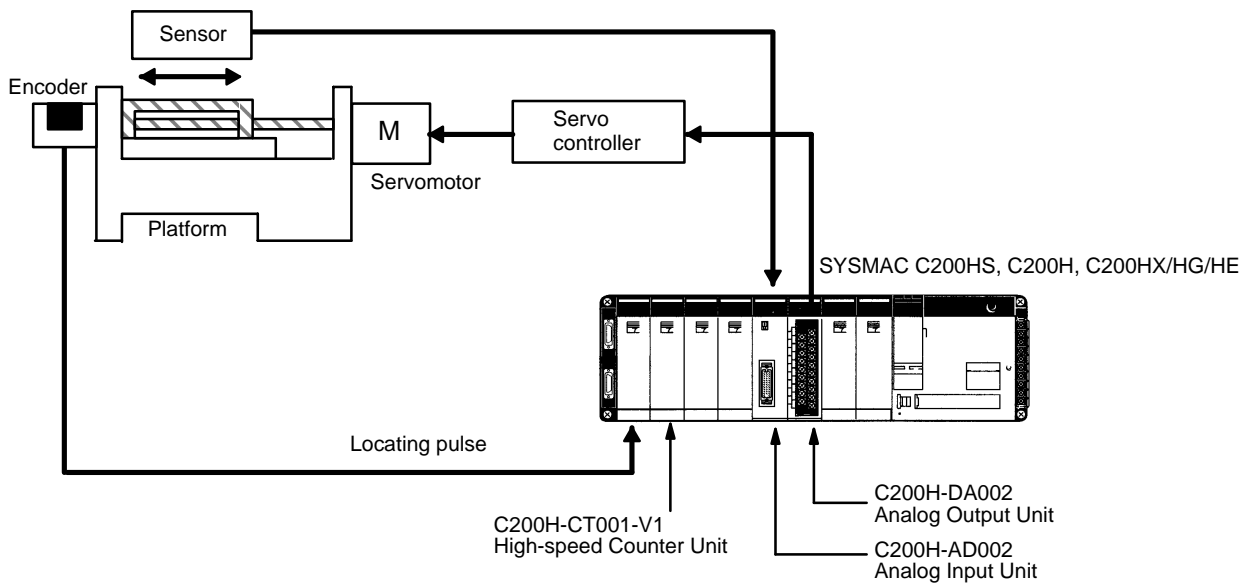 Sensor
Encoder
M
Servo
controller
Servomotor
Platform
SYSMAC C200HS, C200H, C200HX/HG/HE
Locating pulse
C200H-CT001-V1
High-speed Counter Unit
C200H-DA002
Analog Output Unit
C200H-AD002
Analog Input Unit